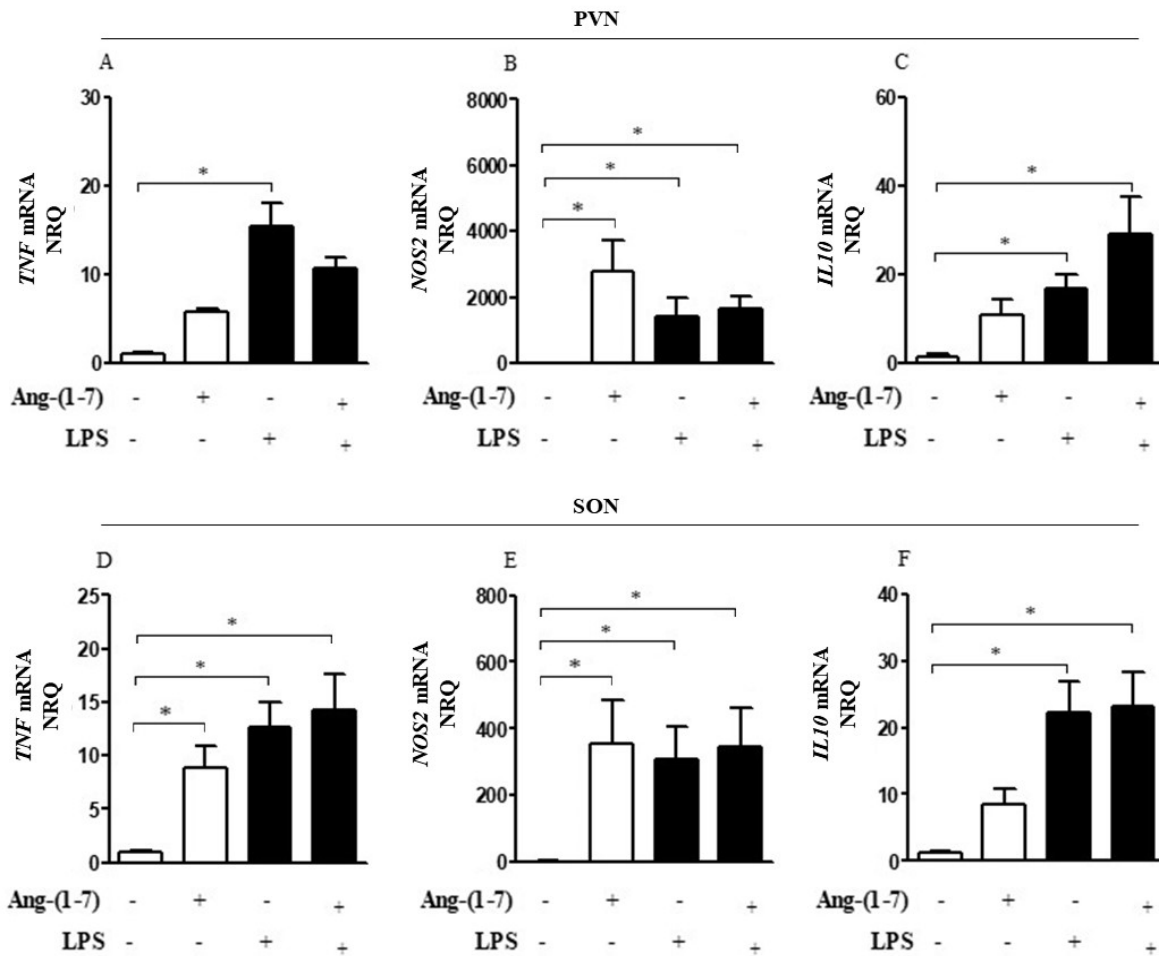 PVN
A
TNF mRNA
NRQ
30
20
10
0
*
Ang-(1-7) - + - +
LPS - - + +
B
NOS2 mRNA
NRQ
8000
6000
4000
2000
0
*
*
*
Ang-(1-7) - + - +
LPS - - + +
C
IL10 mRNA
NRQ
60
40
20
0
*
*
Ang-(1-7) - + - +
LPS - - + +
SON
D
TNF mRNA
NRQ
25
20
15
10
5
0
*
*
*
Ang-(1-7) - + - +
LPS - - + +
E
NOS2 mRNA
NRQ
800
600
400
200
0
*
*
*
Ang-(1-7) - + - +
LPS - - + +
F
IL10 mRNA
NRQ
40
30
20
10
0
*
*
Ang-(1-7) - + - +
LPS - - + +